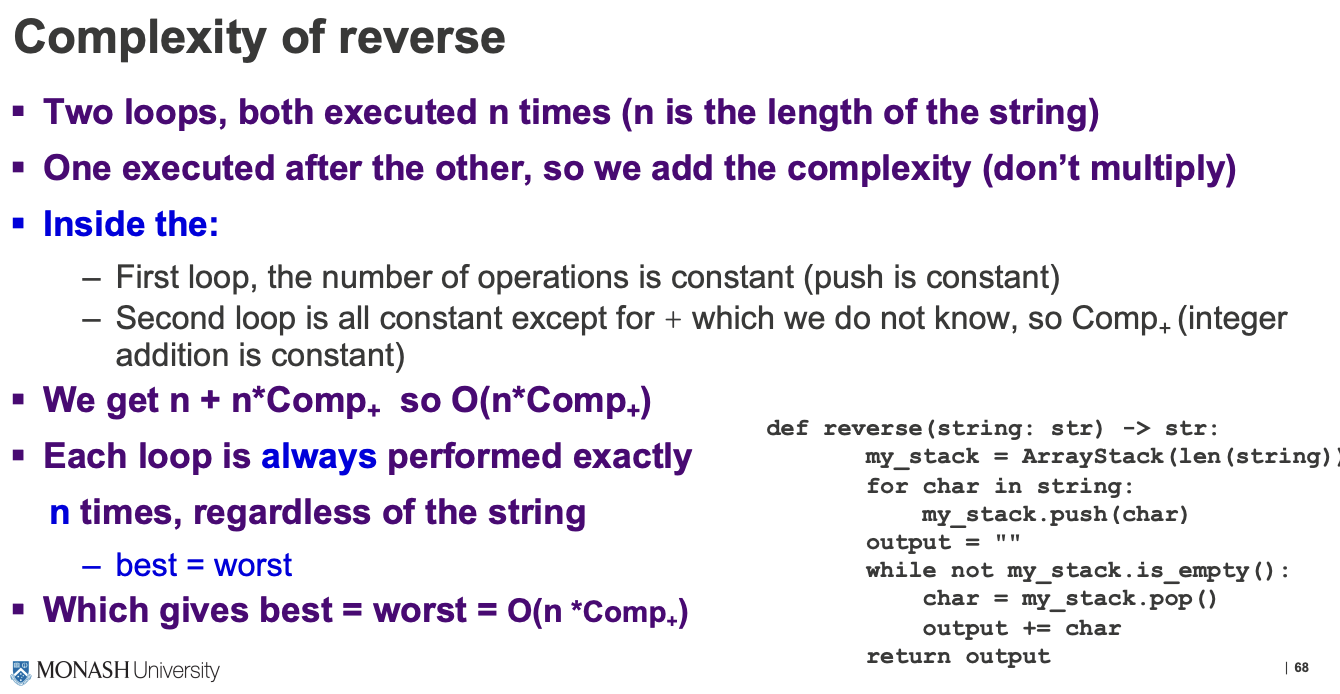 Complexity of reverse
▪ Two loops, both executed n times (n is the length of the string)
▪ One executed after the other, so we add the complexity (don’t multiply)
▪ Inside the:
– First loop, the number of operations is constant (push is constant)
– Second loop is all constant except for + which we do not know, so Comp₊ (integer
addition is constant)
▪ We get n + n*Comp₊ so O(n*Comp₊)
▪ Each loop is always performed exactly
n times, regardless of the string
– best = worst
▪ Which gives best = worst = O(n *Comp₊)
def reverse(string: str) -> str:
my_stack = ArrayStack(len(string))
for char in string:
my_stack.push(char)
output = ""
while not my_stack.is_empty():
char = my_stack.pop()
output += char
return output
MONASH University
| 68